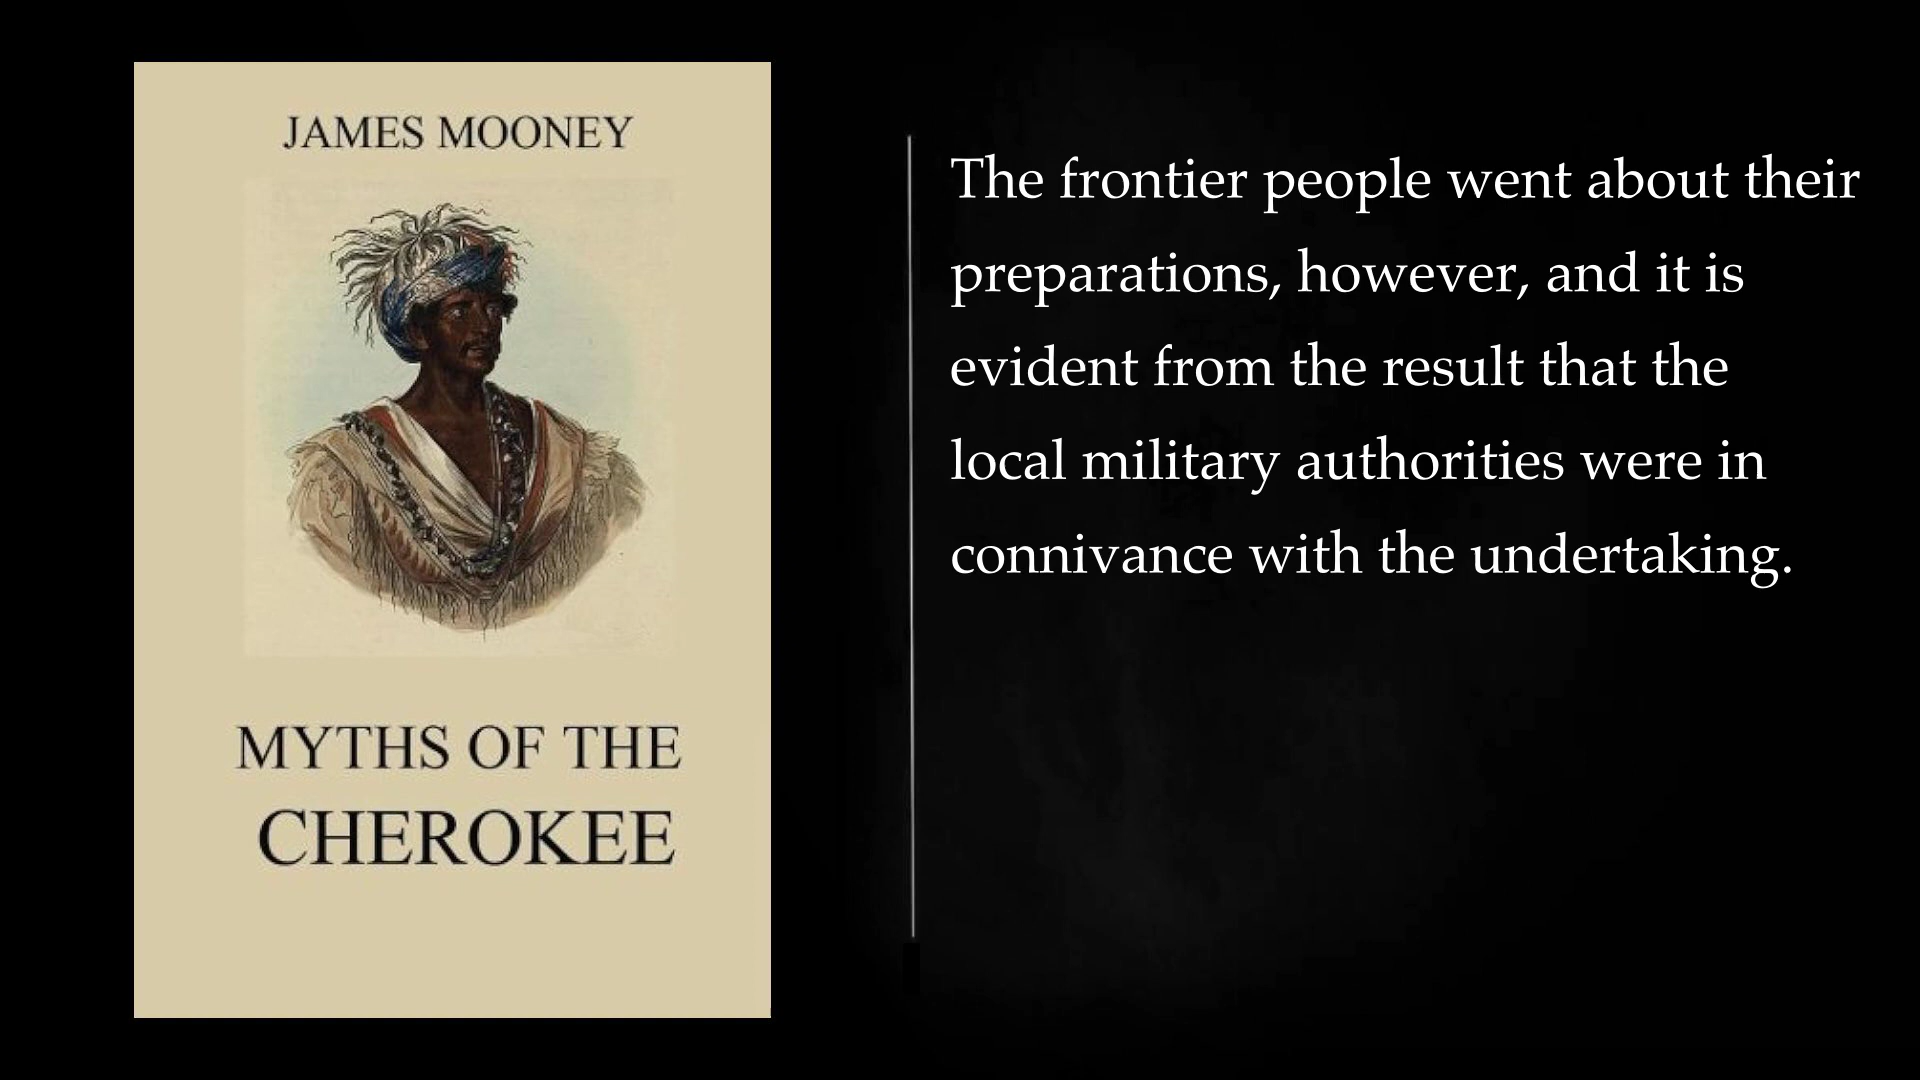 JAMES MOONEY
MYTHS OF THE
CHEROKEE
The frontier people went about their
preparations, however, and it is
evident from the result that the
local military authorities were in
connivance with the undertaking.